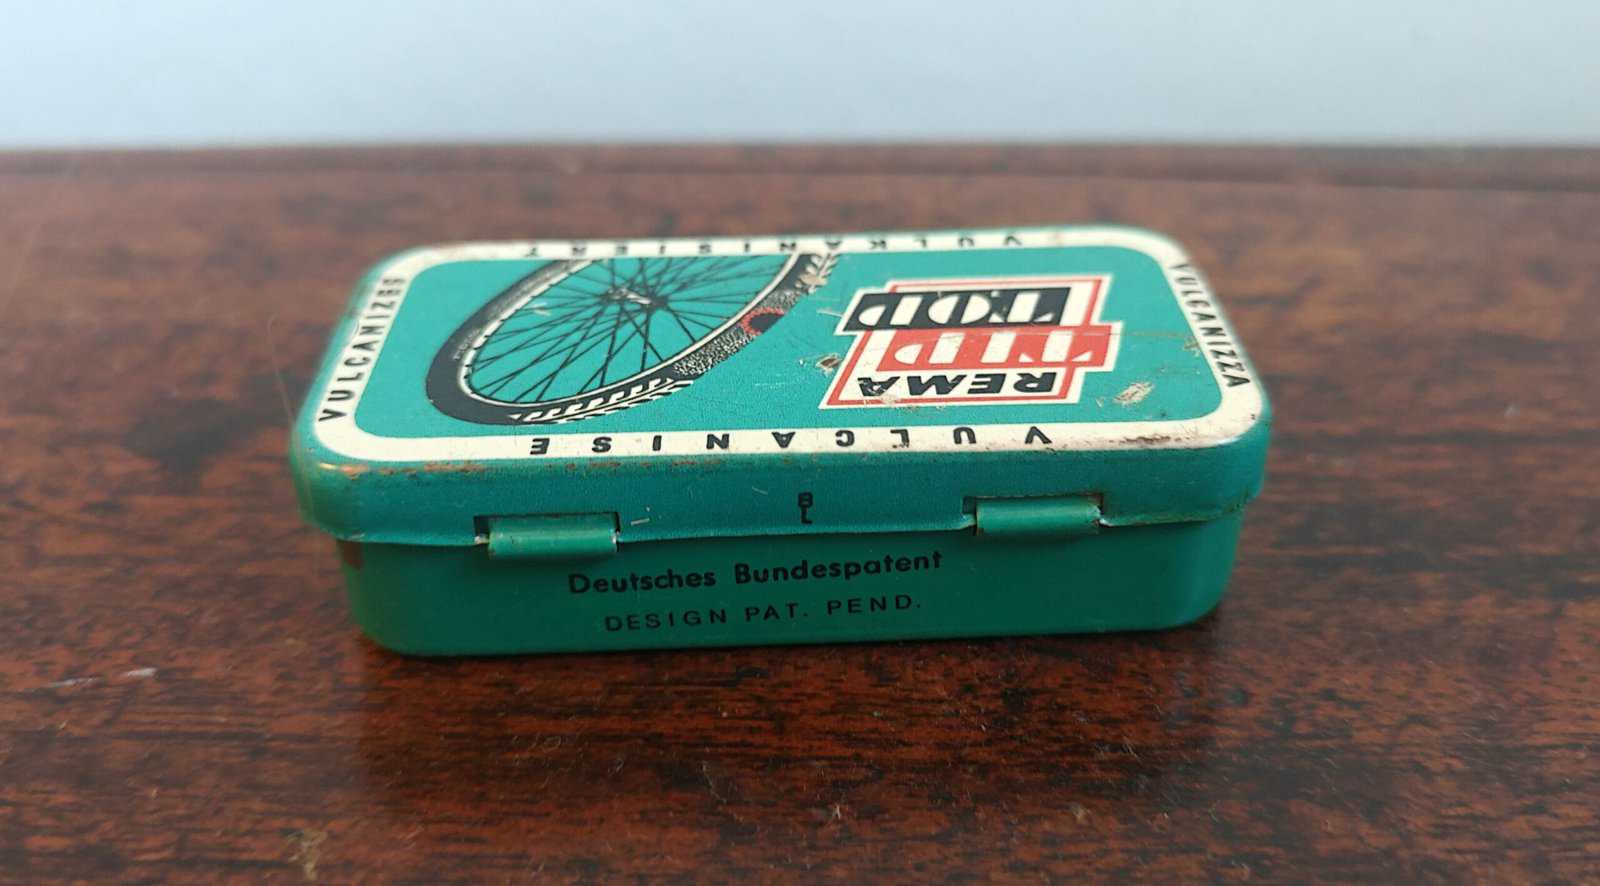 VULKANISIERT
VULCANIZES
VULCANIZZA
REMA
TIP
TOP
VULCANISE
B
L
Deutsches Bundespatent
DESIGN PAT. PEND.